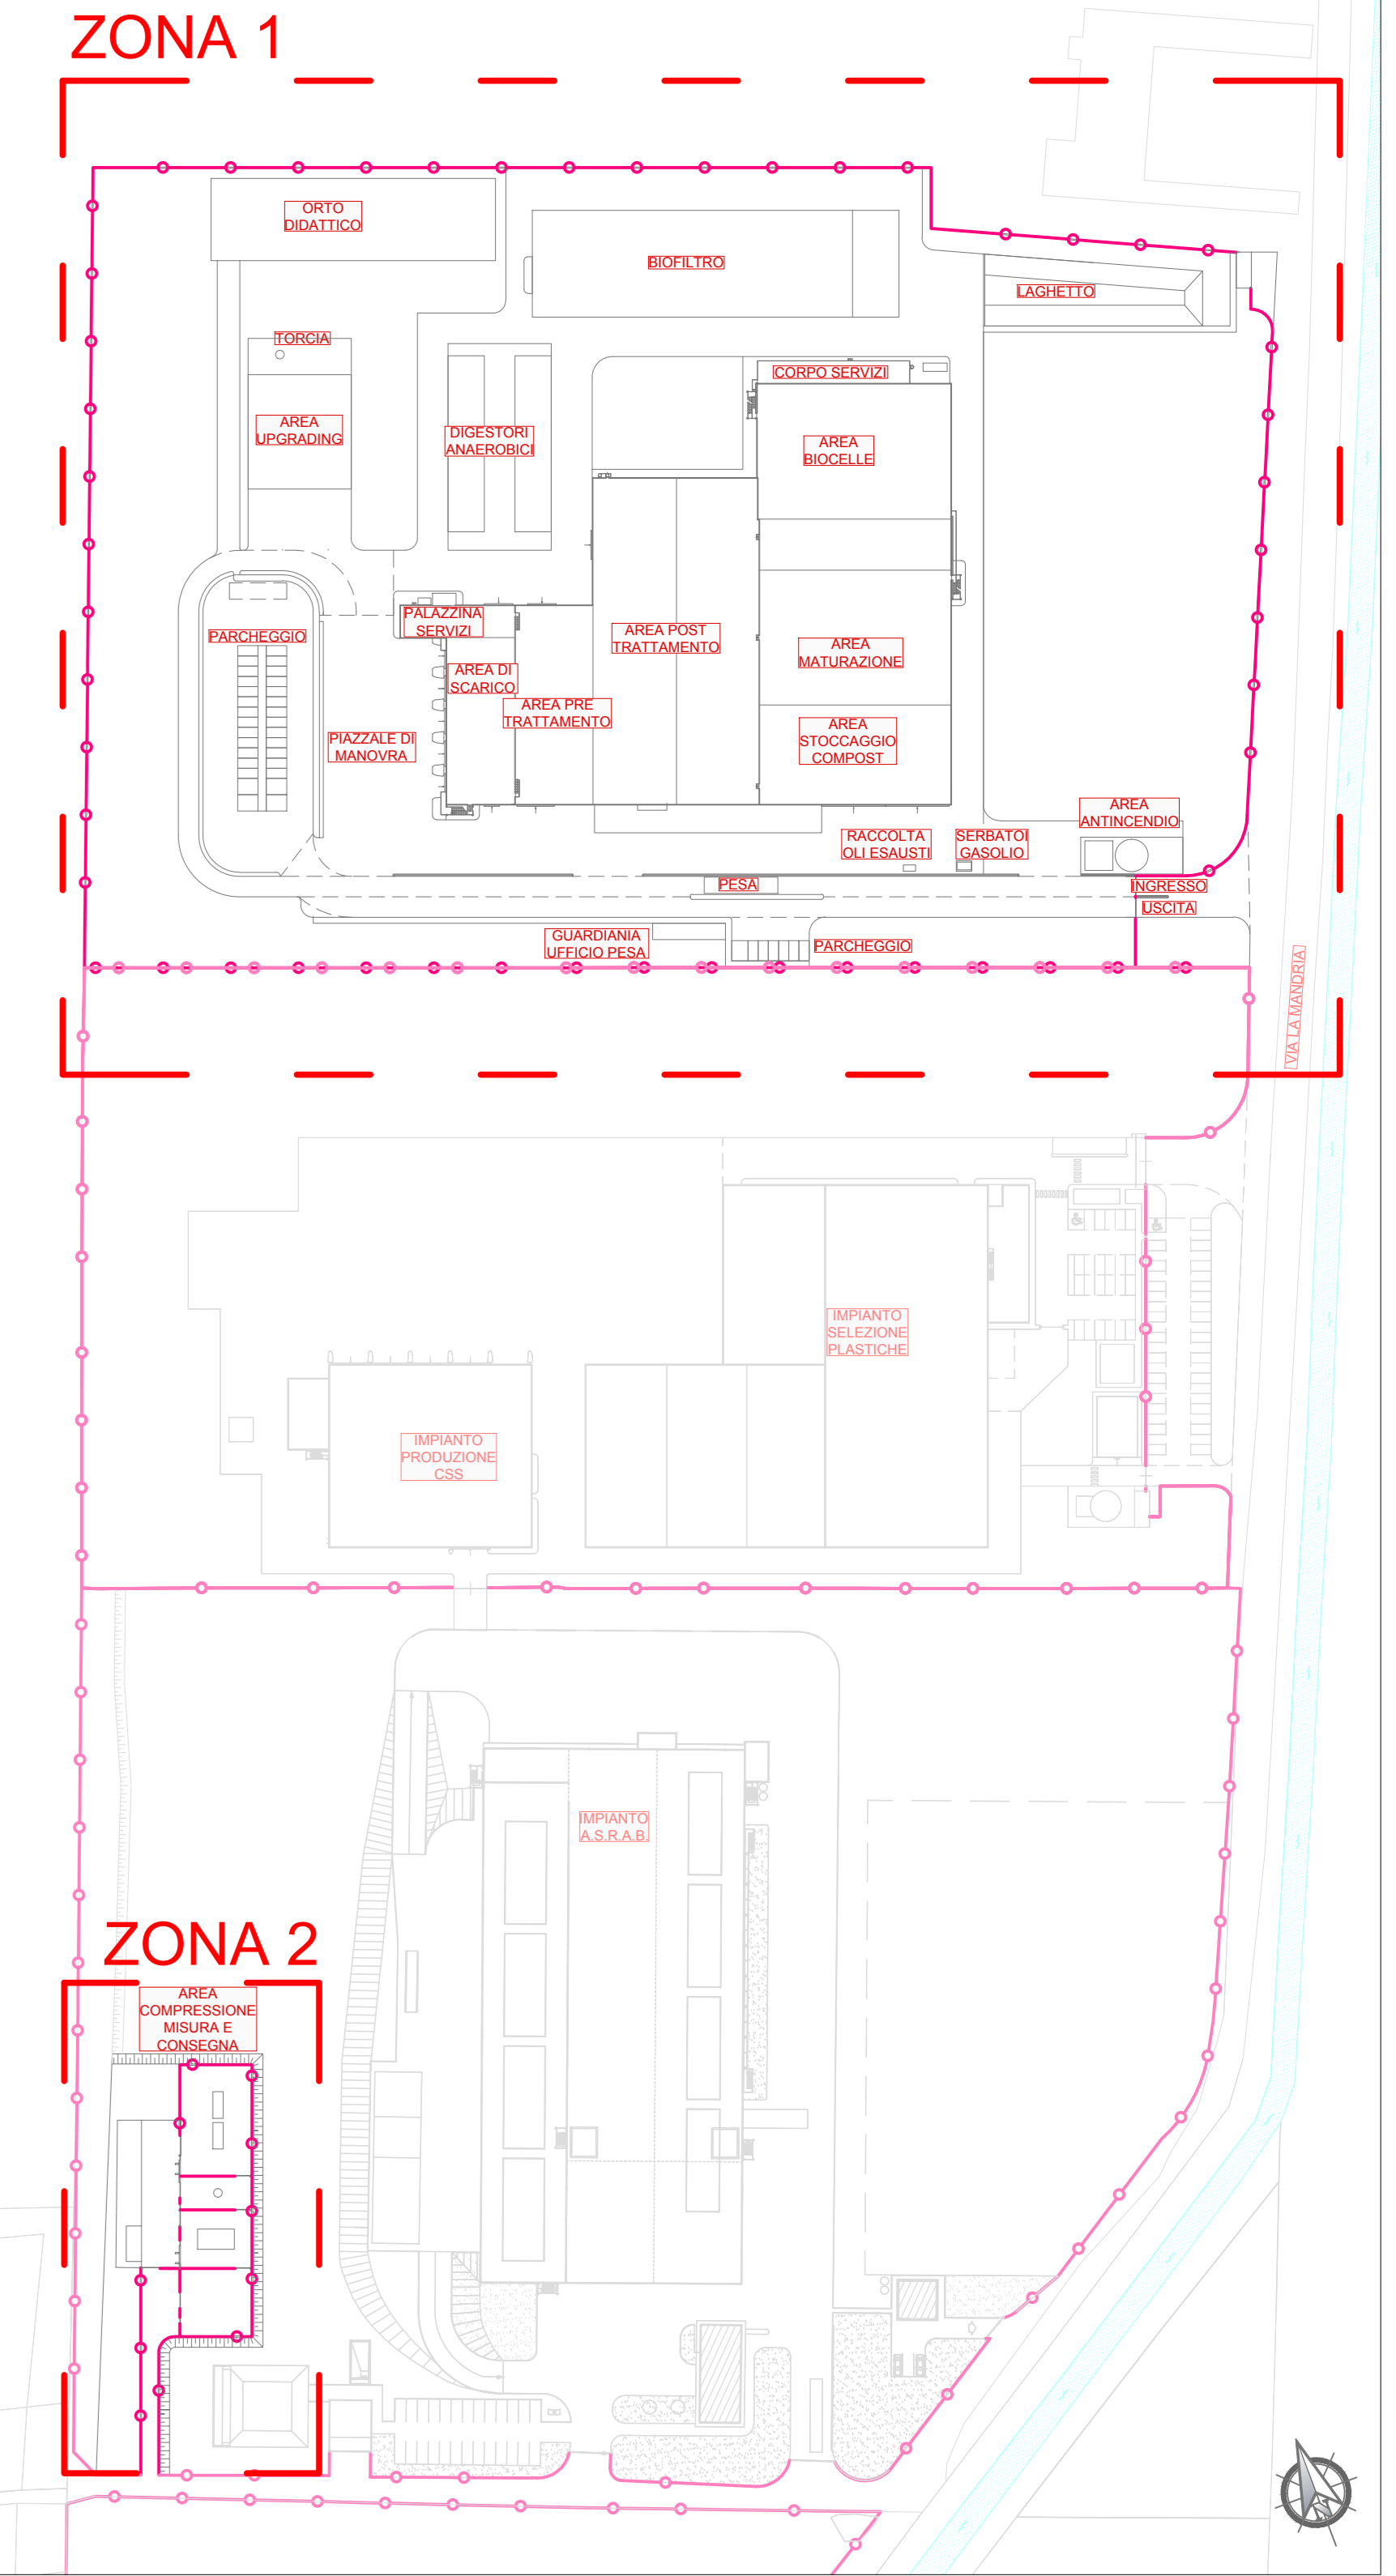 ZONA 1
ORTO
DIDATTICO
BIOFILTRO
LAGHETTO
TORCIA
CORPO SERVIZI
AREA
UPGRADING
DIGESTORI
ANAEROBICI
AREA
BIOCELLE
PALAZZINA
SERVIZI
PARCHEGGIO
AREA POST
TRATTAMENTO
AREA
MATURAZIONE
AREA DI
SCARICO
AREA PRE
TRATTAMENTO
PIAZZALE DI
MANOVRA
AREA
STOCCAGGIO
COMPOST
AREA
ANTINCENDIO
RACCOLTA
OLI ESAUSTI
SERBATOI
GASOLIO
PESA
INGRESSO
USCITA
GUARDIANIA
UFFICIO PESA
PARCHEGGIO
VIA LA MANDRIA
IMPIANTO
SELEZIONE
PLASTICHE
IMPIANTO
PRODUZIONE
CSS
IMPIANTO
A.S.R.A.B.
ZONA 2
AREA
COMPRESSIONE
MISURA E
CONSEGNA
N